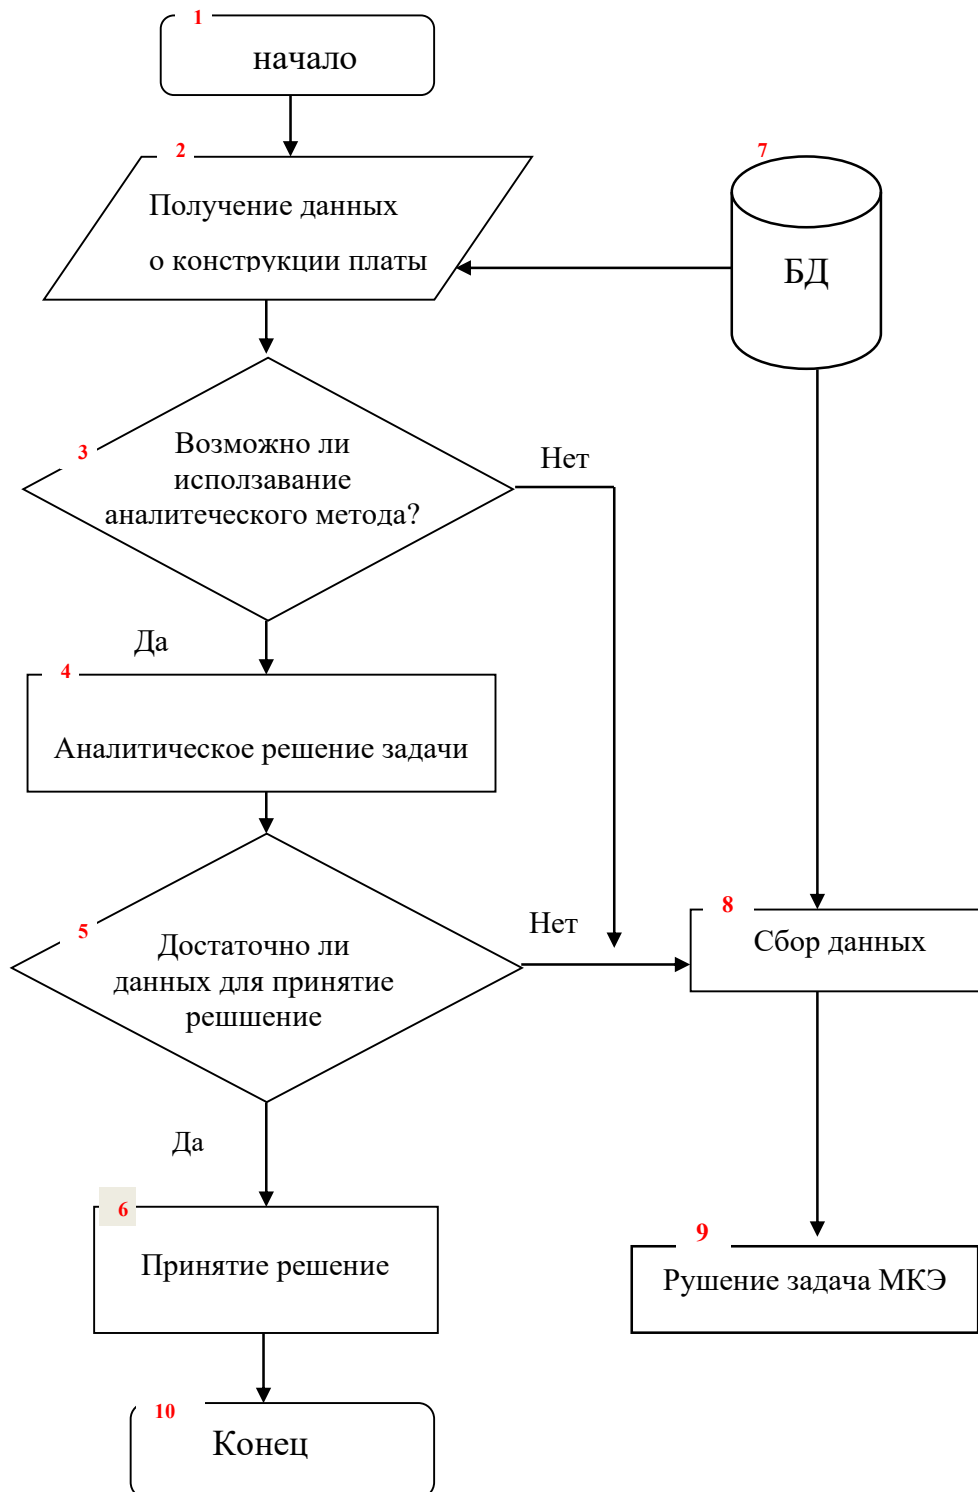 1
начало
2
Получение данных
о конструкции платы
7
БД
3
Возможно ли
исползавание
аналитеческого метода?
Нет
Да
4
Аналитическое решение задачи
5
Достаточно ли
данных для принятие
решшение
Нет
8
Сбор данных
Да
6
Принятие решение
9
Рушение задача МКЭ
10
Конец